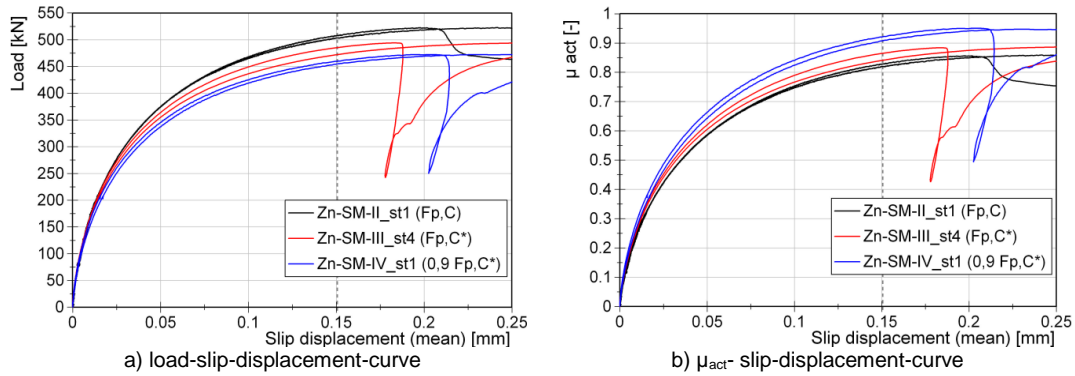 Load [kN]
550
500
450
400
350
300
250
200
150
100
50
0
Zn-SM-II_st1 (Fp,C)
Zn-SM-III_st4 (Fp,C*)
Zn-SM-IV_st1 (0,9 Fp,C*)
0 0.05 0.1 0.15 0.2 0.25
Slip displacement (mean) [mm]
a) load-slip-displacement-curve
µ act [-]
1
0.9
0.8
0.7
0.6
0.5
0.4
0.3
0.2
0.1
0
Zn-SM-II_st1 (Fp,C)
Zn-SM-III_st4 (Fp,C*)
Zn-SM-IV_st1 (0,9 Fp,C*)
0 0.05 0.1 0.15 0.2 0.25
Slip displacement (mean) [mm]
b) µact- slip-displacement-curve